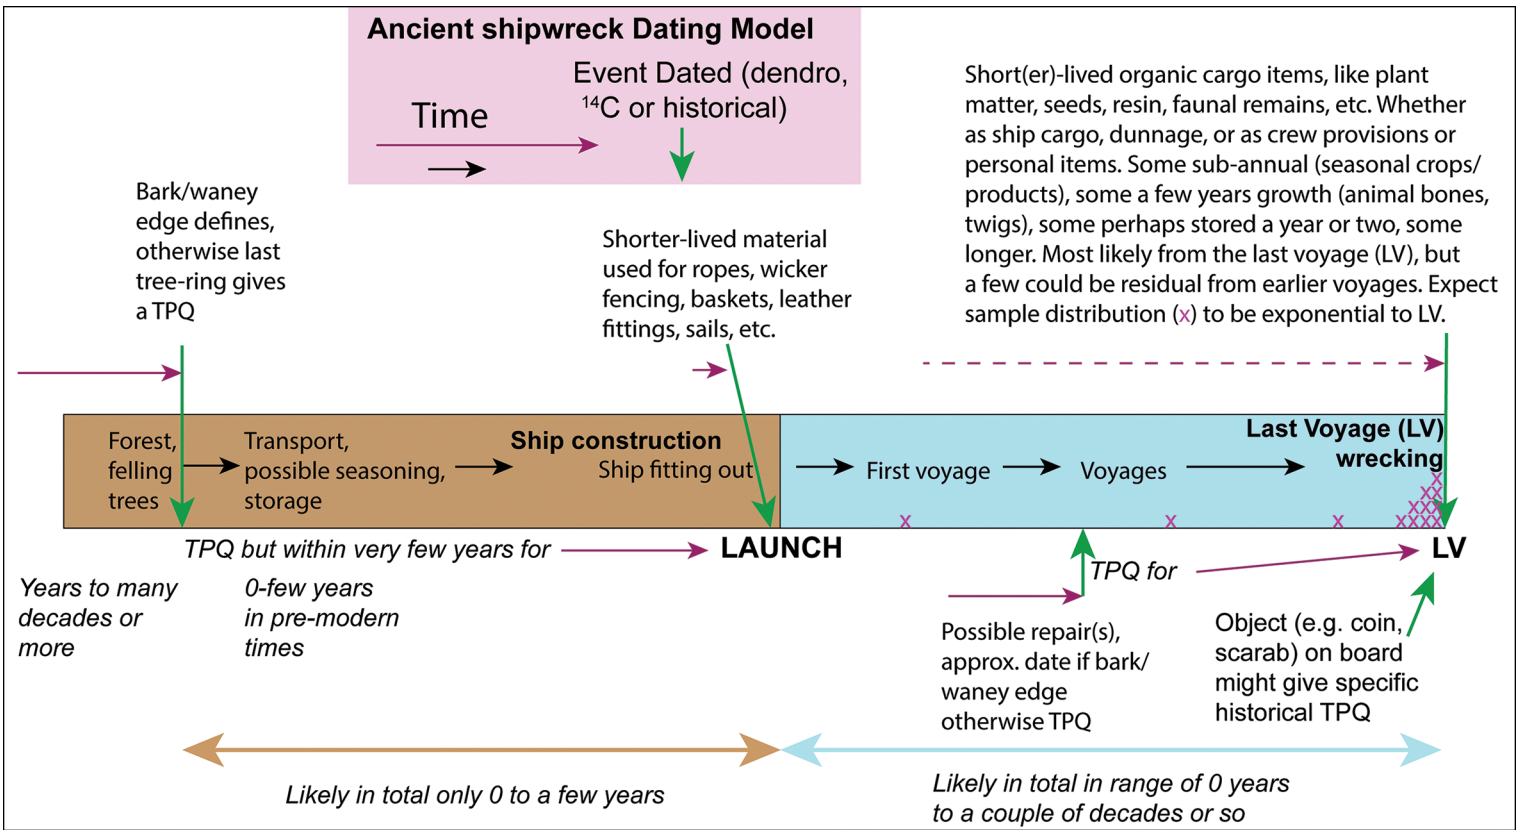 Ancient shipwreck Dating Model
Event Dated (dendro,
¹⁴C or historical)
Time
Bark/waney
edge defines,
otherwise last
tree-ring gives
a TPQ
Shorter-lived material
used for ropes, wicker
fencing, baskets, leather
fittings, sails, etc.
Short(er)-lived organic cargo items, like plant
matter, seeds, resin, faunal remains, etc. Whether
as ship cargo, dunnage, or as crew provisions or
personal items. Some sub-annual (seasonal crops/
products), some a few years growth (animal bones,
twigs), some perhaps stored a year or two, some
longer. Most likely from the last voyage (LV), but
a few could be residual from earlier voyages. Expect
sample distribution (x) to be exponential to LV.
Forest,
felling
trees
Transport,
possible seasoning,
storage
Ship construction
Ship fitting out
First voyage
Voyages
Last Voyage (LV)
wrecking
x
x x
x x x
x x x x x x x
TPQ but within very few years for
LAUNCH
TPQ for
LV
Years to many
decades or
more
0-few years
in pre-modern
times
Possible repair(s),
approx. date if bark/
waney edge
otherwise TPQ
Object (e.g. coin,
scarab) on board
might give specific
historical TPQ
Likely in total only 0 to a few years
Likely in total in range of 0 years
to a couple of decades or so